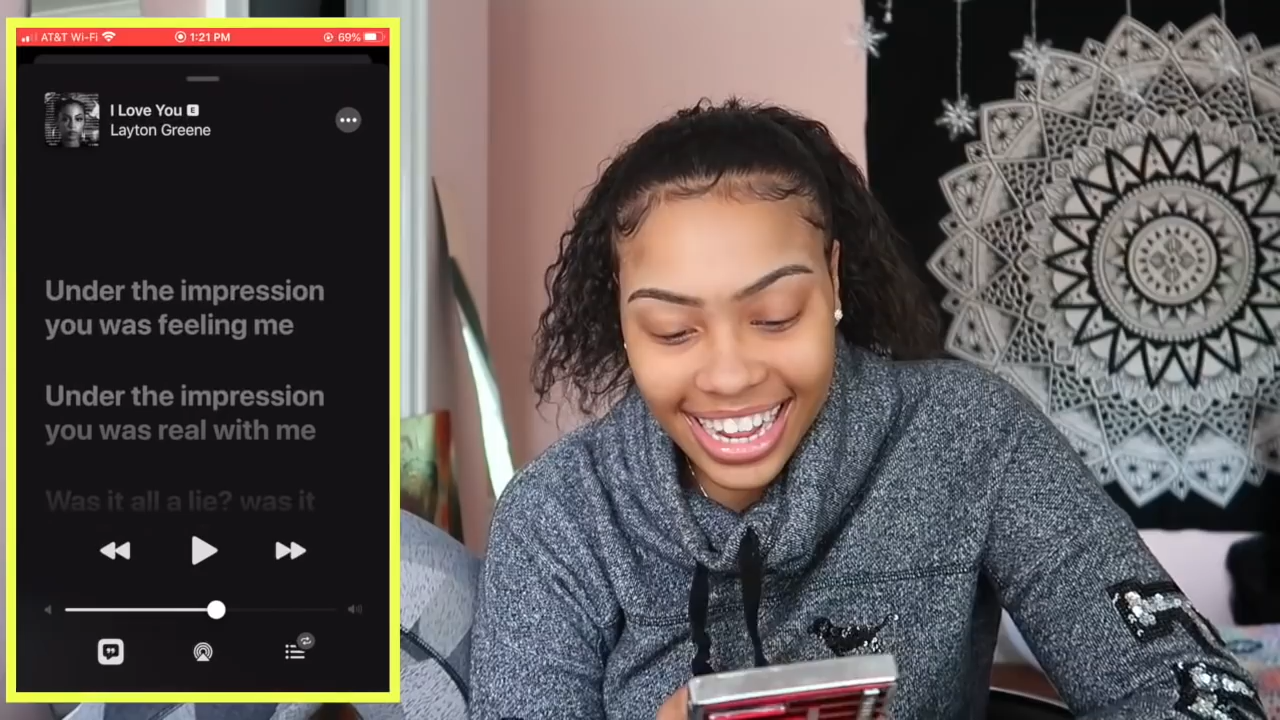 AT&T Wi-Fi
1:21 PM
69%
I Love You E
Layton Greene
Under the impression
you was feeling me
Under the impression
you was real with me
Was it all a lie? was it